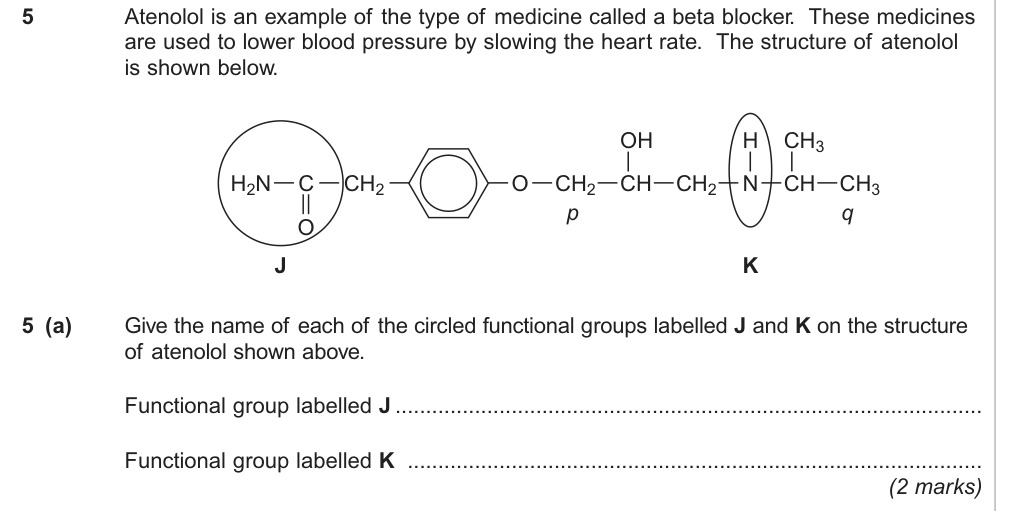 5 Atenolol is an example of the type of medicine called a beta blocker. These medicines
are used to lower blood pressure by slowing the heart rate. The structure of atenolol
is shown below.
OH H CH₃
H₂N—C—CH₂ O—CH₂—CH—CH₂—N—CH—CH₃
O p q
J K
5 (a) Give the name of each of the circled functional groups labelled J and K on the structure
of atenolol shown above.
Functional group labelled J ................................................................................................
Functional group labelled K ................................................................................................
(2 marks)